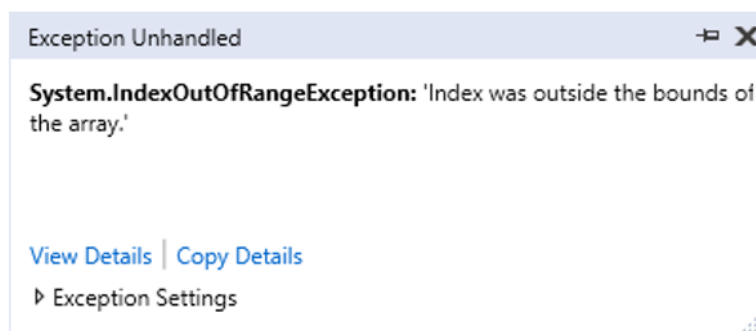 Exception Unhandled
System.IndexOutOfRangeException: 'Index was outside the bounds of
the array.'
View Details | Copy Details
Exception Settings